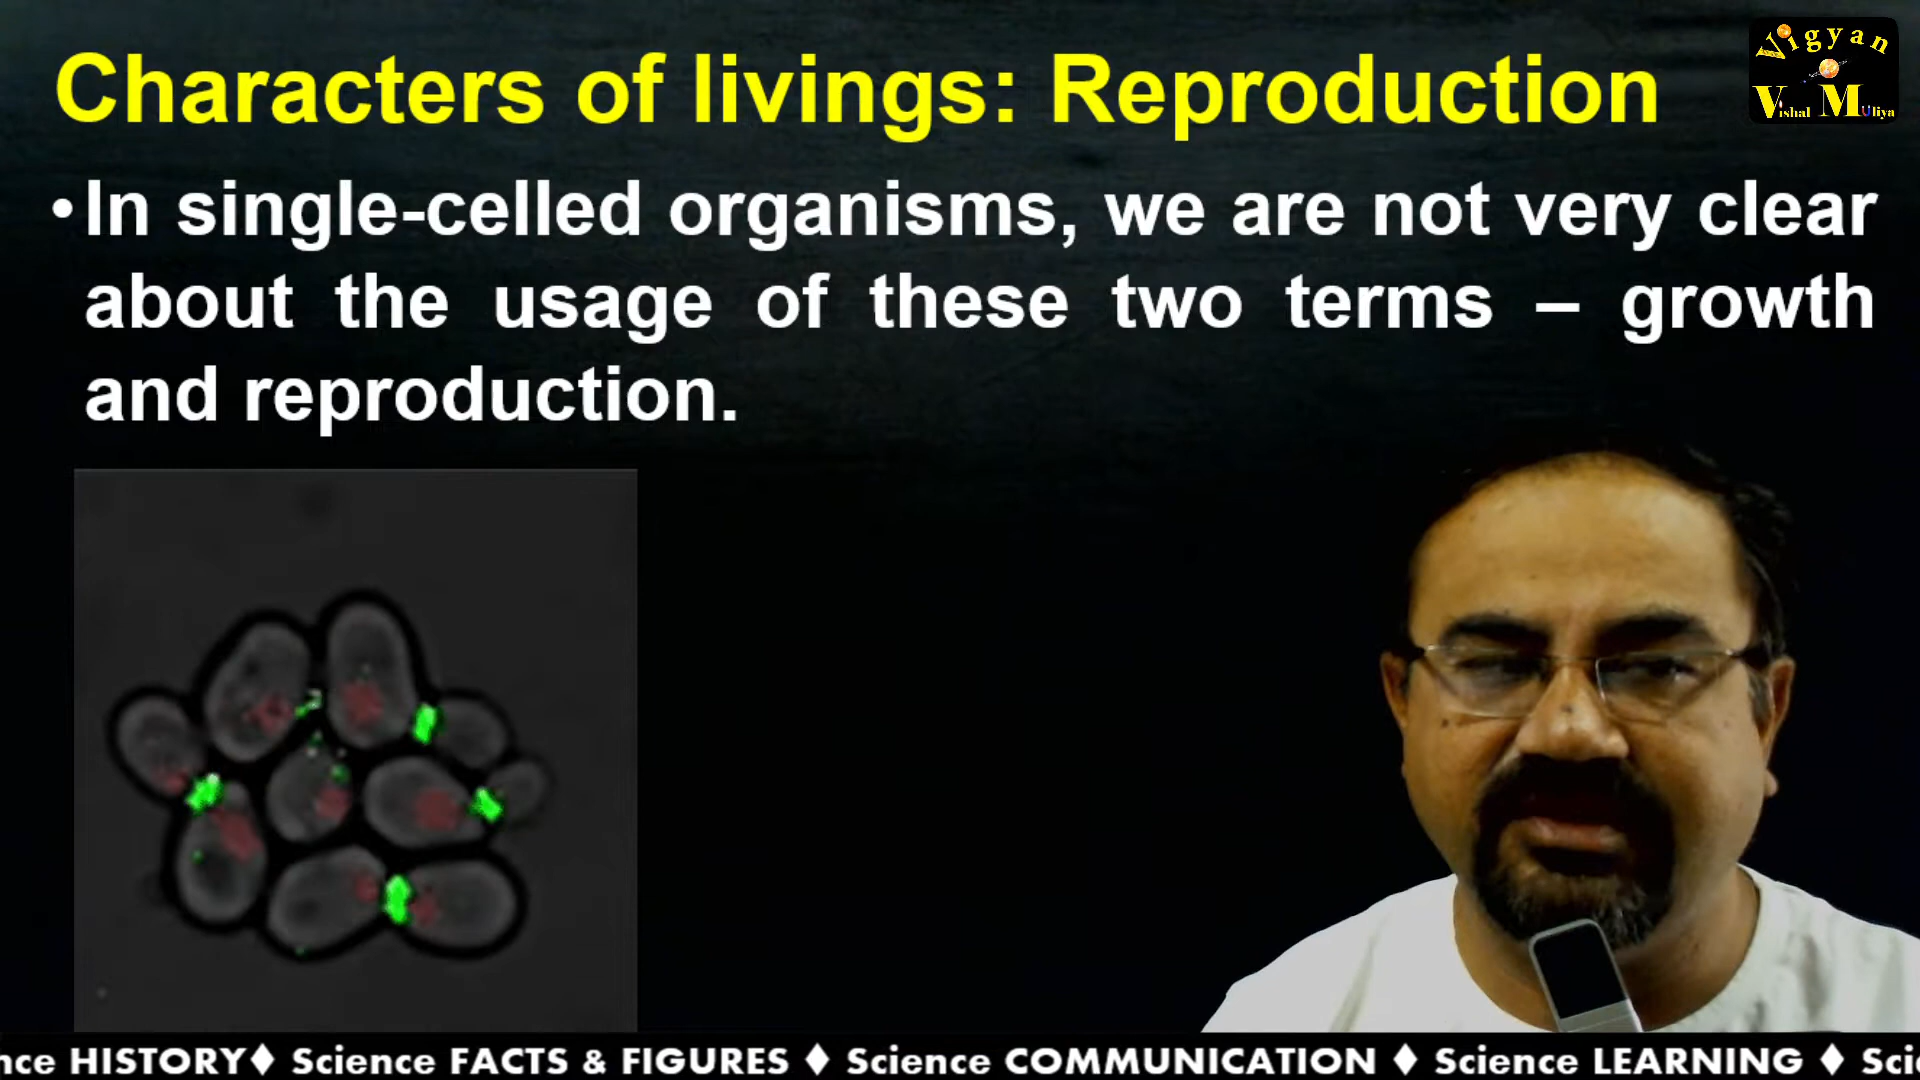 Characters of livings: Reproduction
Vigyan
Vishal MUliya
•In single-celled organisms, we are not very clear
about the usage of these two terms – growth
and reproduction.
nce HISTORY♦ Science FACTS & FIGURES ♦ Science COMMUNICATION ♦ Science LEARNING ♦ Sci